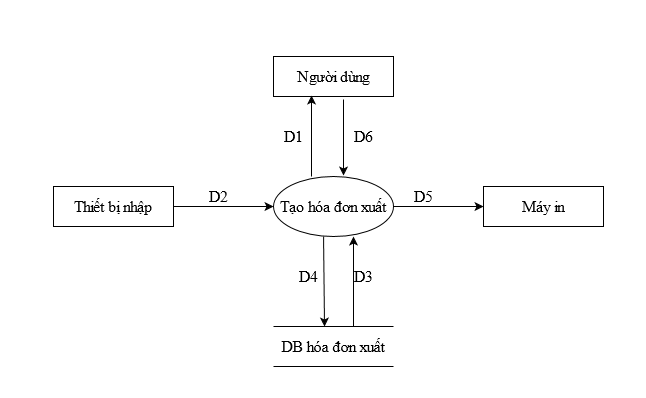 Người dùng
D1
D6
Thiết bị nhập
D2
Tạo hóa đơn xuất
D5
Máy in
D4
D3
DB hóa đơn xuất